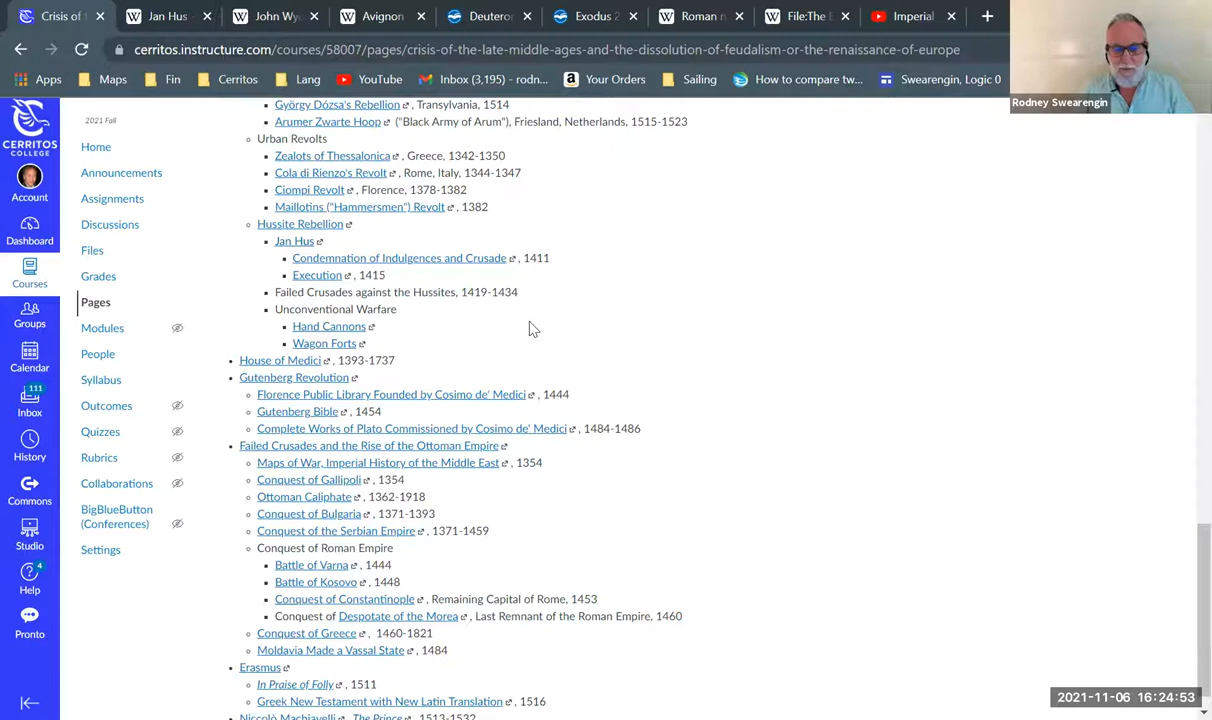 Crisis of t
Jan Hus -
John Wyc
Avignon
Deuteron
Exodus 2
Roman n
File:The E
Imperial
cerritos.instructure.com/courses/58007/pages/crisis-of-the-late-middle-ages-and-the-dissolution-of-feudalism-or-the-renaissance-of-europe
Apps
Maps
Fin
Cerritos
Lang
YouTube
Inbox (3,195) - rodn...
Your Orders
Sailing
How to compare tw...
Swearengin, Logic 0
Rodney Swearengin
CERRITOS
COLLEGE
Account
Dashboard
Courses
Groups
Calendar
111
Inbox
History
Commons
Studio
4
Help
Pronto
2021 Fall
Home
Announcements
Assignments
Discussions
Files
Grades
Pages
Modules
People
Syllabus
Outcomes
Quizzes
Rubrics
Collaborations
BigBlueButton
(Conferences)
Settings
György Dózsa's Rebellion, Transylvania, 1514
Arumer Zwarte Hoop ("Black Army of Arum"), Friesland, Netherlands, 1515-1523
Urban Revolts
Zealots of Thessalonica, Greece, 1342-1350
Cola di Rienzo's Revolt, Rome, Italy, 1344-1347
Ciompi Revolt, Florence, 1378-1382
Maillotins ("Hammersmen") Revolt, 1382
Hussite Rebellion
Jan Hus
Condemnation of Indulgences and Crusade, 1411
Execution, 1415
Failed Crusades against the Hussites, 1419-1434
Unconventional Warfare
Hand Cannons
Wagon Forts
House of Medici, 1393-1737
Gutenberg Revolution
Florence Public Library Founded by Cosimo de' Medici, 1444
Gutenberg Bible, 1454
Complete Works of Plato Commissioned by Cosimo de' Medici, 1484-1486
Failed Crusades and the Rise of the Ottoman Empire
Maps of War, Imperial History of the Middle East, 1354
Conquest of Gallipoli, 1354
Ottoman Caliphate, 1362-1918
Conquest of Bulgaria, 1371-1393
Conquest of the Serbian Empire, 1371-1459
Conquest of Roman Empire
Battle of Varna, 1444
Battle of Kosovo, 1448
Conquest of Constantinople, Remaining Capital of Rome, 1453
Conquest of Despotate of the Morea, Last Remnant of the Roman Empire, 1460
Conquest of Greece, 1460-1821
Moldavia Made a Vassal State, 1484
Erasmus
In Praise of Folly, 1511
Greek New Testament with New Latin Translation, 1516
Niccolò Machiavelli, The Prince, 1513-1532
2021-11-06 16:24:53